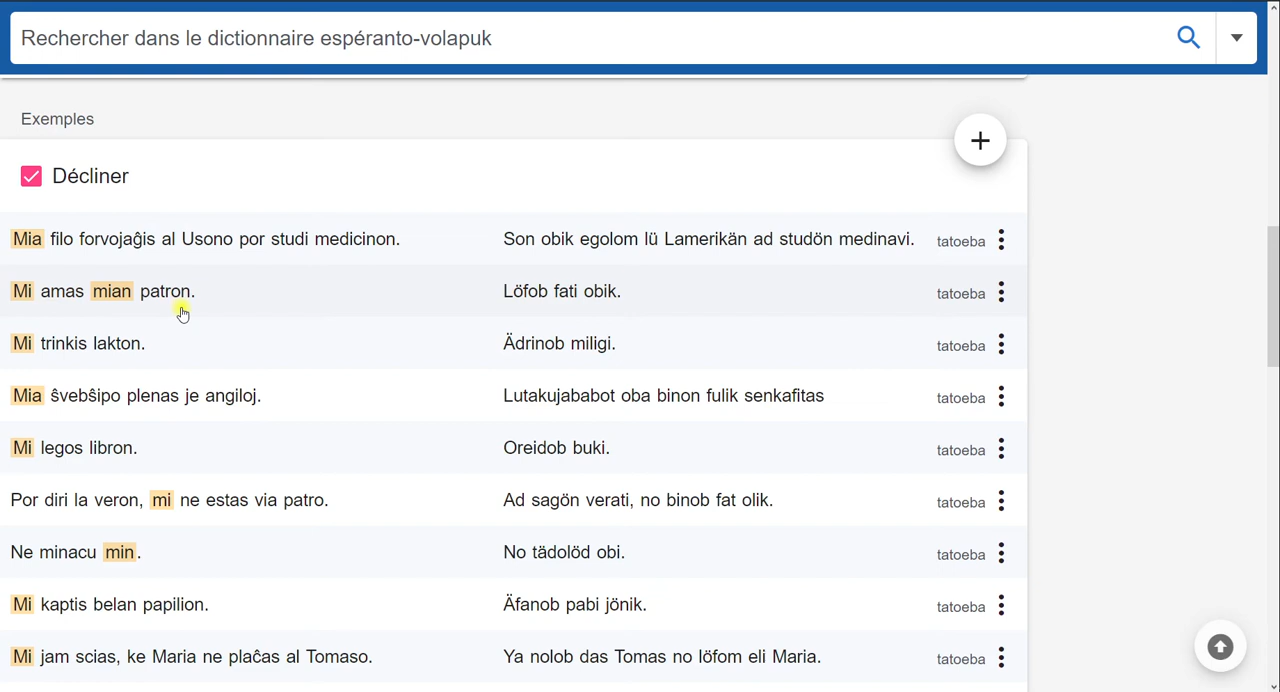 Rechercher dans le dictionnaire espéranto-volapuk
Exemples
+
Décliner
Mia filo forvojaĝis al Usono por studi medicinon. Son obik egolom lü Lamerikän ad studön medinavi. tatoeba
Mi amas mian patron. Löfob fati obik. tatoeba
Mi trinkis lakton. Ädrinob miligi. tatoeba
Mia ŝvebŝipo plenas je angiloj. Lutakujababot oba binon fulik senkafitas tatoeba
Mi legos libron. Oreidob buki. tatoeba
Por diri la veron, mi ne estas via patro. Ad sagön verati, no binob fat olik. tatoeba
Ne minacu min. No tädolöd obi. tatoeba
Mi kaptis belan papilion. Äfanob pabi jönik. tatoeba
Mi jam scias, ke Maria ne plaĉas al Tomaso. Ya nolob das Tomas no löfom eli Maria. tatoeba